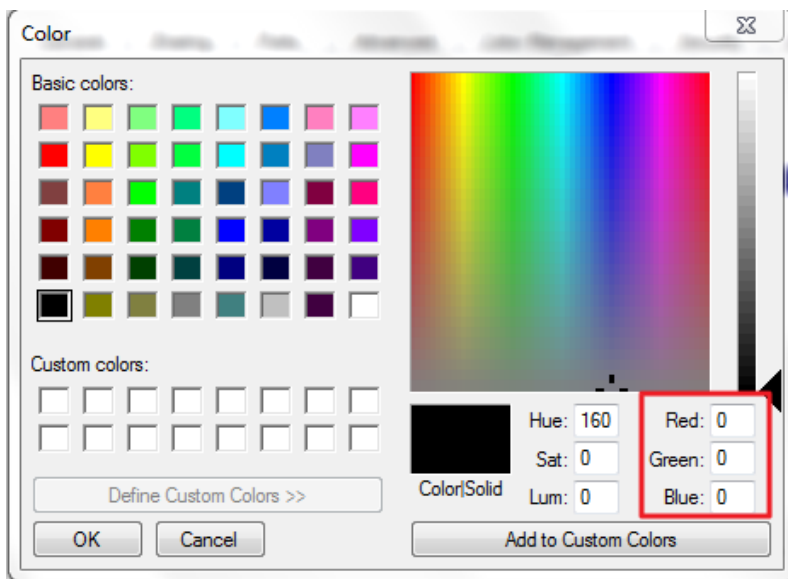 Color
Basic colors:
Custom colors:
Define Custom Colors >>
OK
Cancel
Color|Solid
Hue: 160
Sat: 0
Lum: 0
Red: 0
Green: 0
Blue: 0
Add to Custom Colors